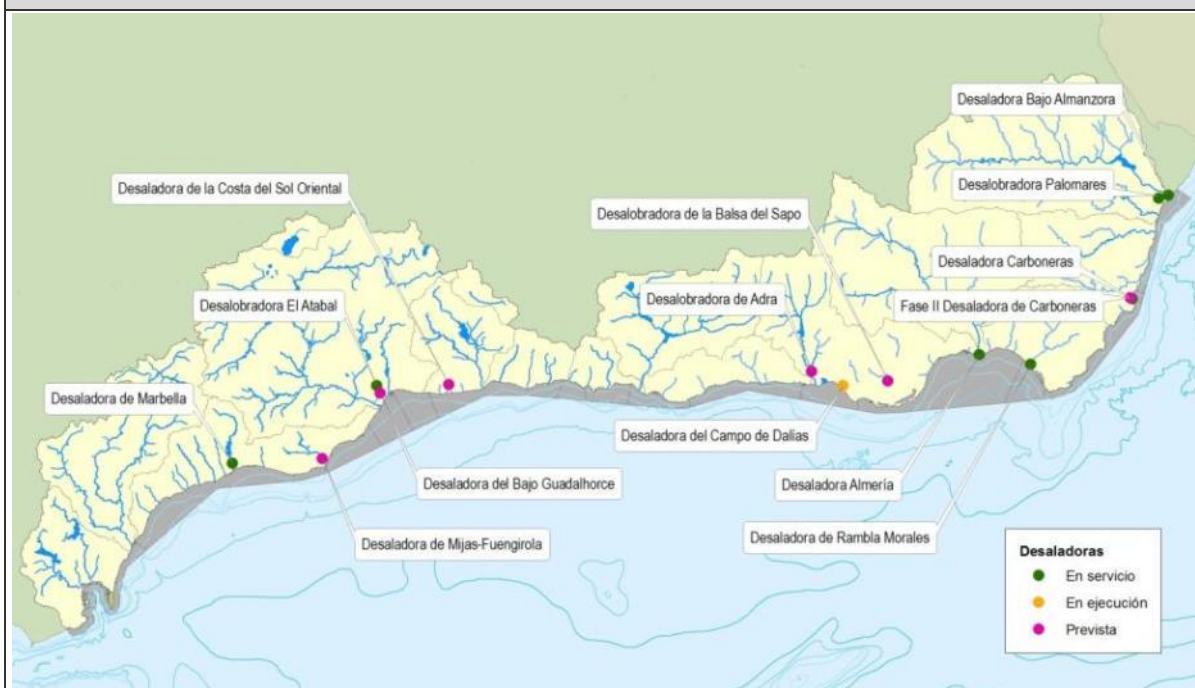 Desaladora Bajo Almanzora
Desaladora de la Costa del Sol Oriental
Desalobradora Palomares
Desalobradora de la Balsa del Sapo
Desaladora Carboneras
Desalobradora El Atabal
Desalobradora de Adra
Fase II Desaladora de Carboneras
Desaladora de Marbella
Desaladora del Campo de Dalias
Desaladora del Bajo Guadalhorce
Desaladora Almería
Desaladora de Mijas-Fuengirola
Desaladora de Rambla Morales
Desaladoras
En servicio
En ejecución
Prevista